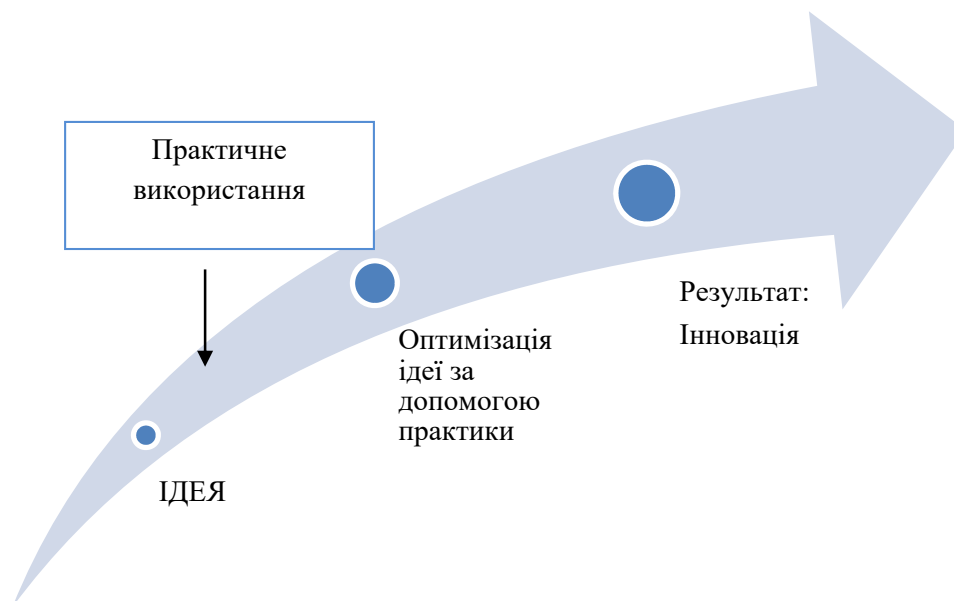 Практичне
використання
Результат:
Інновація
Оптимізація
ідеї за
допомогою
практики
ІДЕЯ